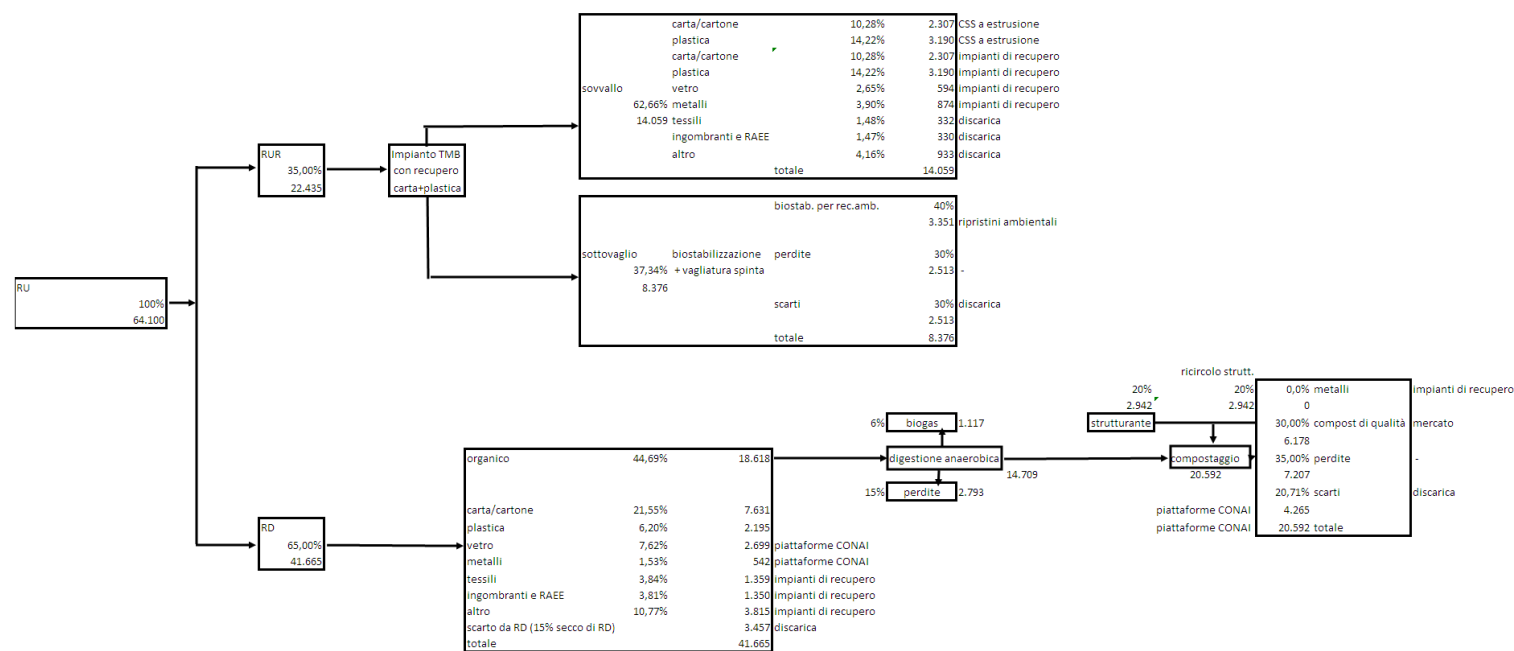 carta/cartone 10,28% 2.307 CSS a estrusione
plastica 14,22% 3.190 CSS a estrusione
carta/cartone 10,28% 2.307 impianti di recupero
plastica 14,22% 3.190 impianti di recupero
sovvallo vetro 2,65% 594 impianti di recupero
62,66% metalli 3,90% 874 impianti di recupero
14.059 tessili 1,48% 332 discarica
ingombranti e RAEE 1,47% 330 discarica
altro 4,16% 933 discarica
totale 14.059
RUR
35,00%
22.435
Impianto TMB
con recupero
carta+plastica
biostab. per rec.amb. 40%
3.351 ripristini ambientali
sottovaglio biostabilizzazione perdite 30%
37,34% + vagliatura spinta 2.513 -
8.376
scarti 30% discarica
2.513
totale 8.376
RU
100%
64.100
ricircolo strutt.
20% 20% 0,0% metalli impianti di recupero
2.942 2.942 0
strutturante 30,00% compost di qualità mercato
6.178
compostaggio 35,00% perdite -
20.592 7.207
20,71% scarti discarica
piattaforme CONAI 4.265
piattaforme CONAI 20.592 totale
6% biogas 1.117
digestione anaerobica
14.709
15% perdite 2.793
RD
65,00%
41.665
organico 44,69% 18.618
carta/cartone 21,55% 7.631
plastica 6,20% 2.195
vetro 7,62% 2.699 piattaforme CONAI
metalli 1,53% 542 piattaforme CONAI
tessili 3,84% 1.359 impianti di recupero
ingombranti e RAEE 3,81% 1.350 impianti di recupero
altro 10,77% 3.815 impianti di recupero
scarto da RD (15% secco di RD) 3.457 discarica
totale 41.665